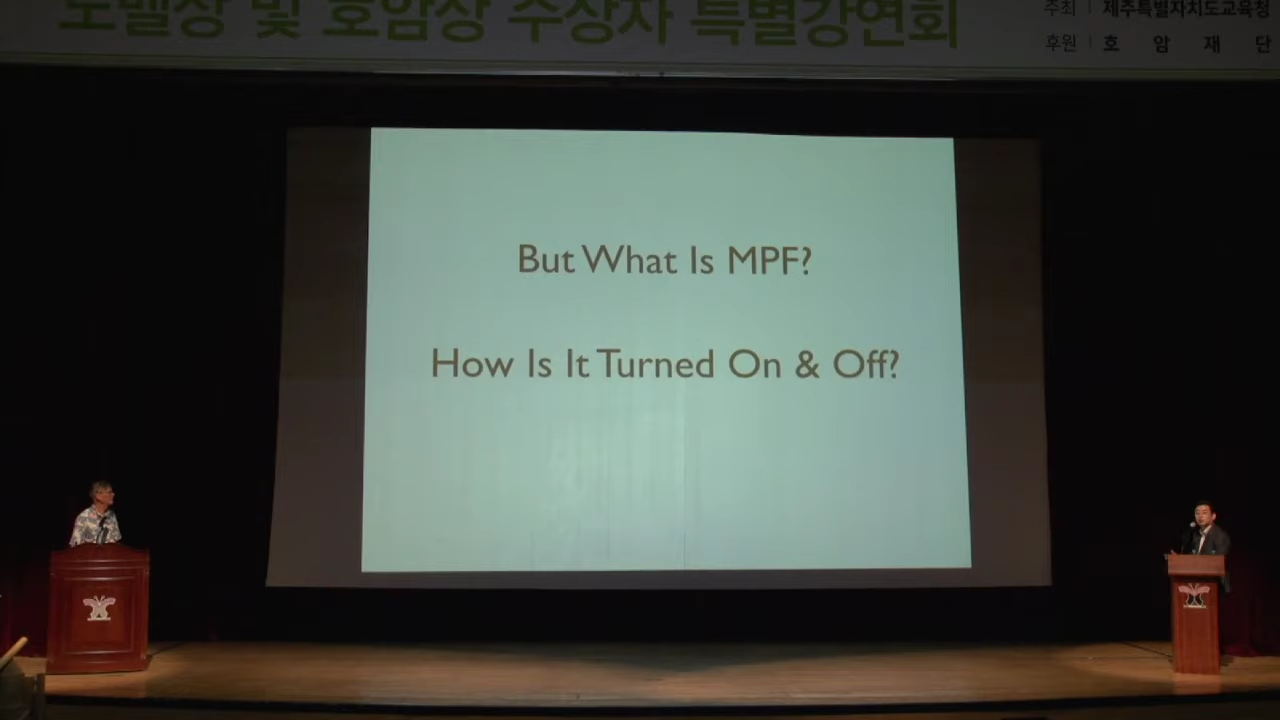 노벨상 및 호암상 수상자 특별강연회
주최 | 제주특별자치도교육청
후원 | 호 암 재 단
But What Is MPF?
How Is It Turned On & Off?